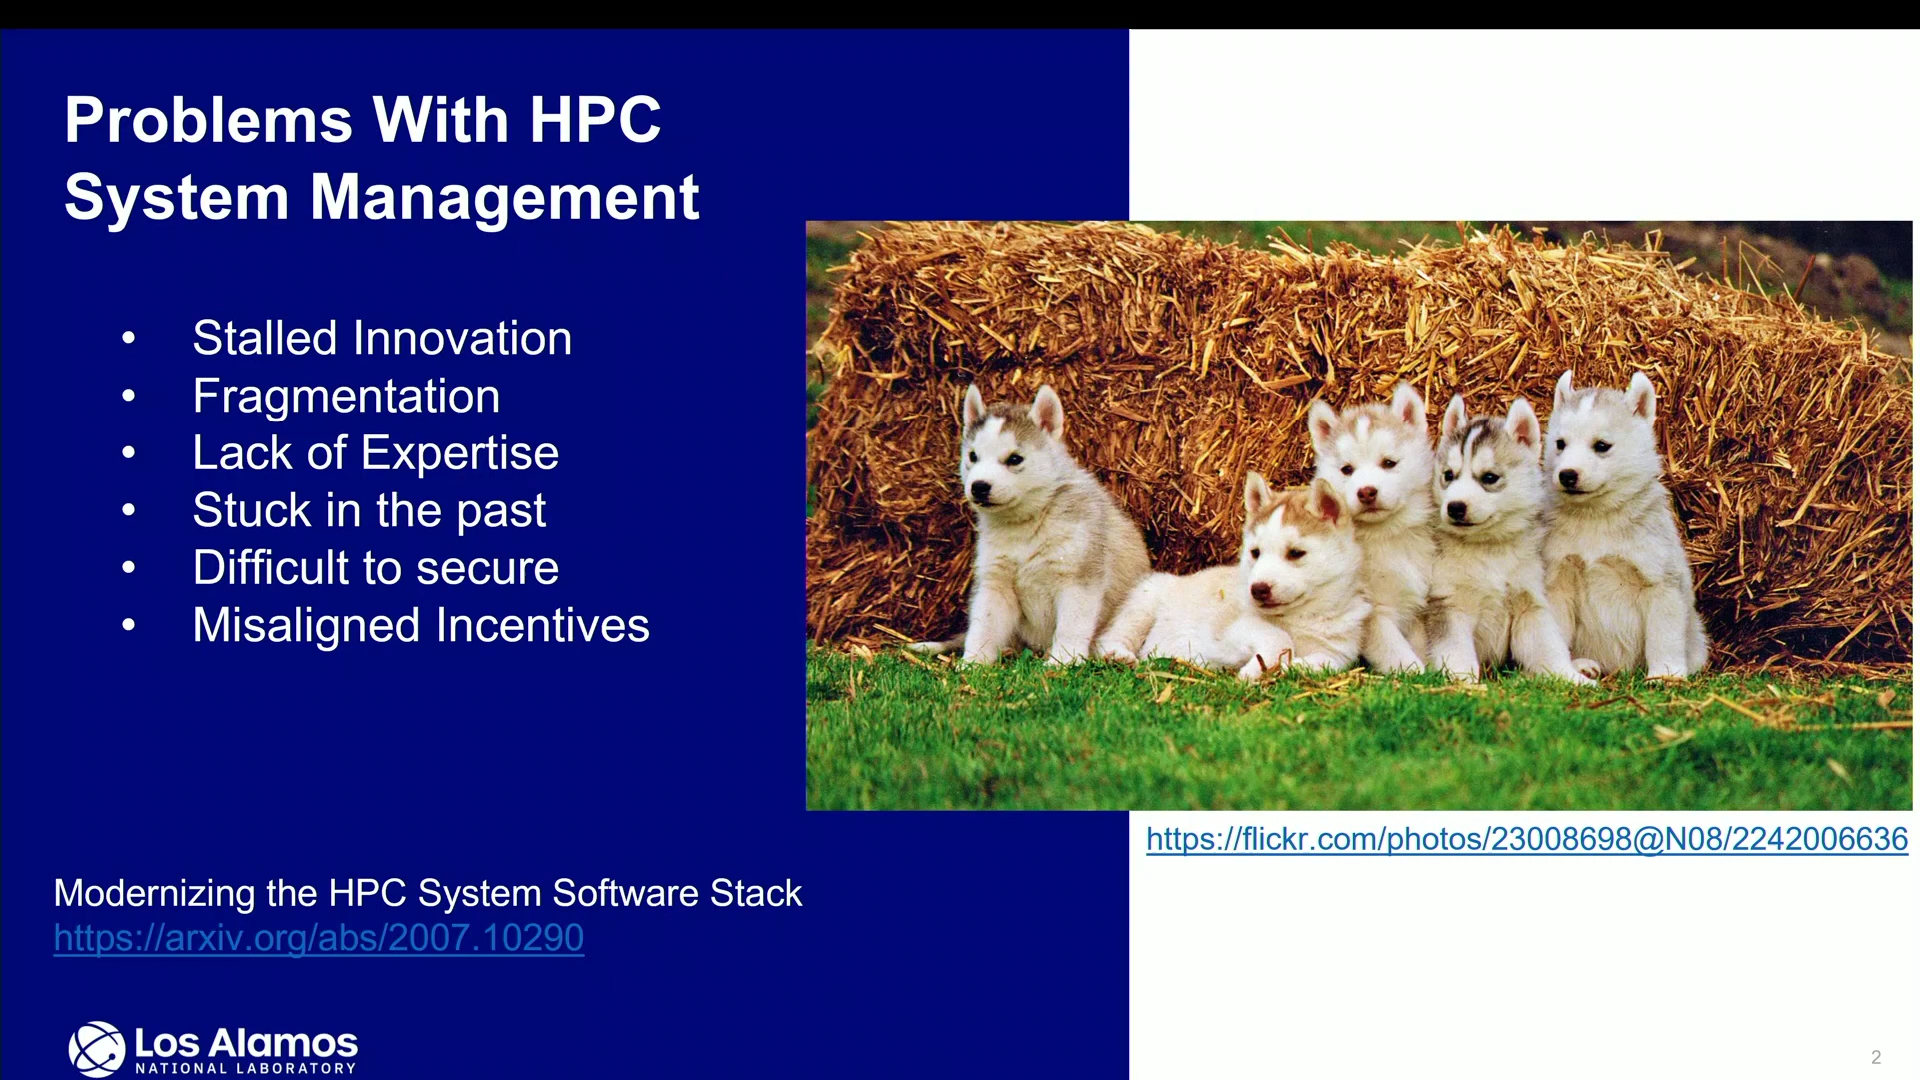 Problems With HPC
System Management
• Stalled Innovation
• Fragmentation
• Lack of Expertise
• Stuck in the past
• Difficult to secure
• Misaligned Incentives
https://flickr.com/photos/23008698@N08/2242006636
Modernizing the HPC System Software Stack
https://arxiv.org/abs/2007.10290
Los Alamos
NATIONAL LABORATORY
2